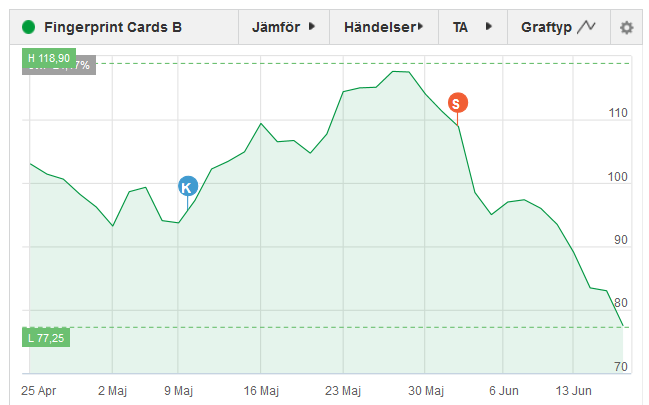 Fingerprint Cards B Jämför Händelser TA Graftyp
H 118,90
K
S
110
100
90
80
70
L 77,25
25 Apr 2 Maj 9 Maj 16 Maj 23 Maj 30 Maj 6 Jun 13 Jun